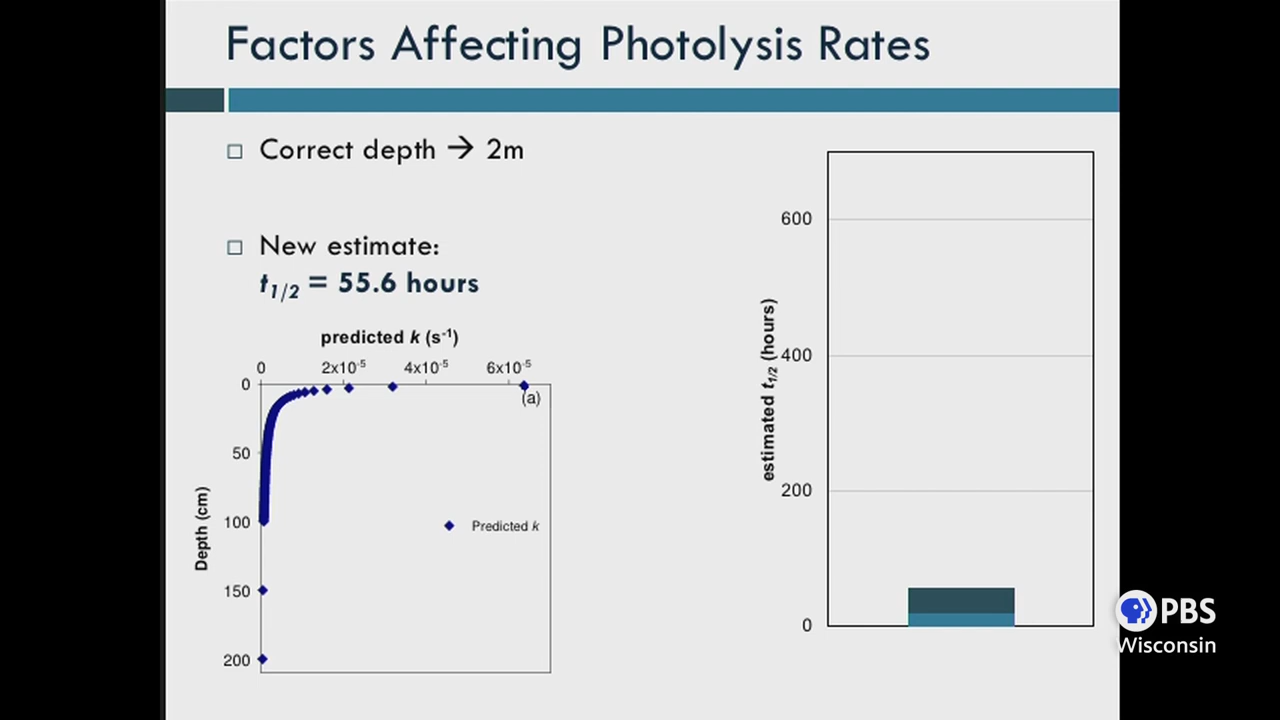 Factors Affecting Photolysis Rates
□ Correct depth → 2m
□ New estimate:
t1/2 = 55.6 hours
predicted k (s-1)
0 2x10-5 4x10-5 6x10-5
0
(a)
50
100
150
200
Depth (cm)
Predicted k
600
400
200
0
estimated t1/2 (hours)
PBS
Wisconsin